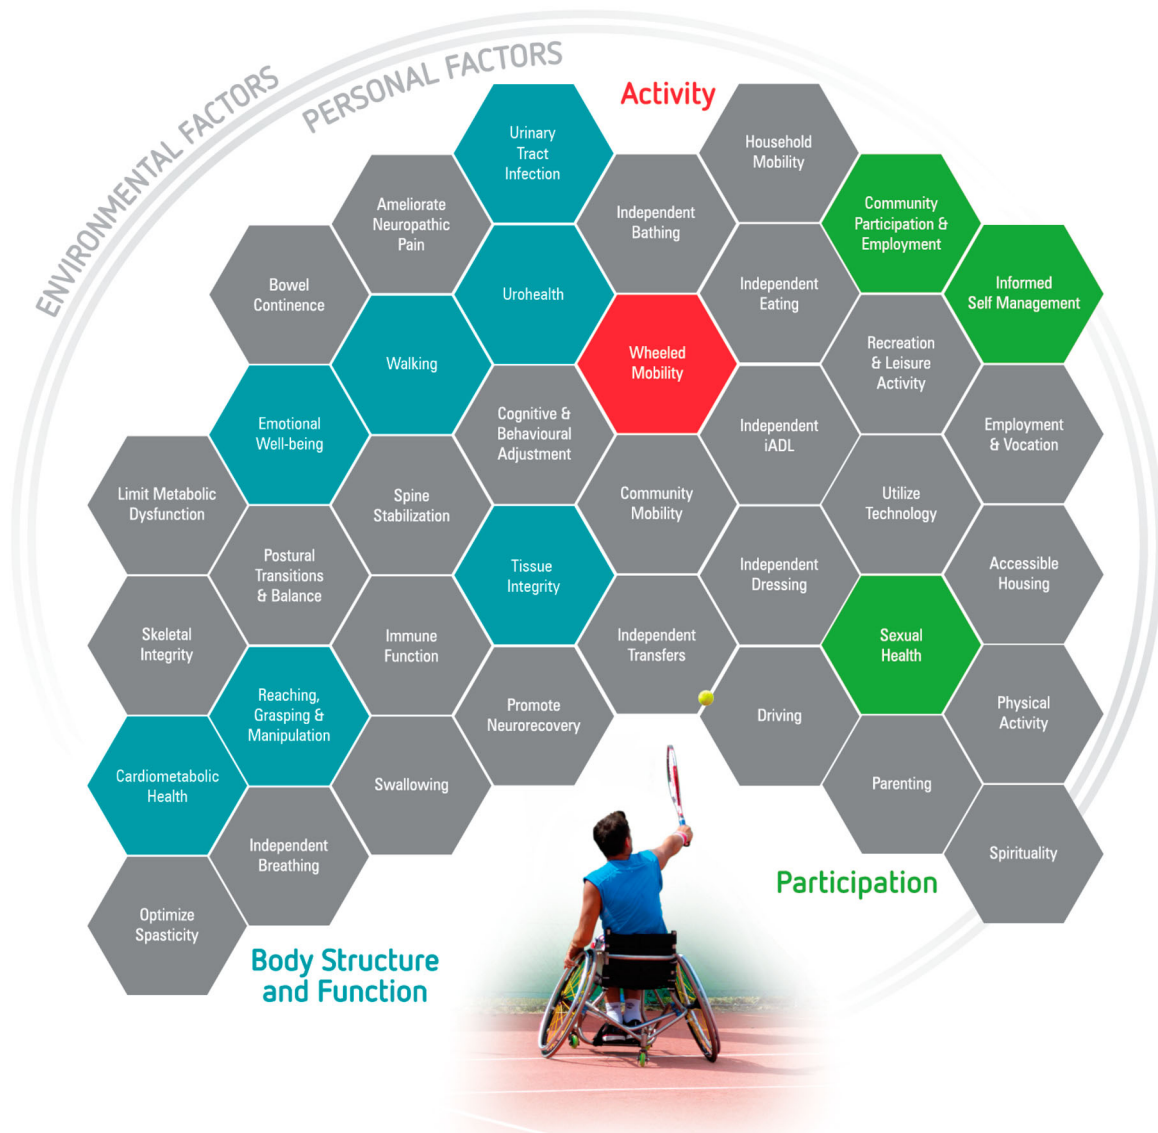 ENVIRONMENTAL FACTORS
PERSONAL FACTORS
Activity
Urinary
Tract
Infection
Household
Mobility
Ameliorate
Neuropathic
Pain
Independent
Bathing
Community
Participation &
Employment
Bowel
Continence
Urohealth
Independent
Eating
Informed
Self Management
Walking
Wheeled
Mobility
Recreation
& Leisure
Activity
Emotional
Well-being
Cognitive &
Behavioural
Adjustment
Independent
iADL
Employment
& Vocation
Limit Metabolic
Dysfunction
Spine
Stabilization
Community
Mobility
Utilize
Technology
Postural
Transitions
& Balance
Tissue
Integrity
Independent
Dressing
Accessible
Housing
Skeletal
Integrity
Immune
Function
Independent
Transfers
Sexual
Health
Reaching,
Grasping &
Manipulation
Promote
Neurorecovery
Driving
Physical
Activity
Cardiometabolic
Health
Swallowing
Parenting
Independent
Breathing
Spirituality
Participation
Optimize
Spasticity
Body Structure
and Function